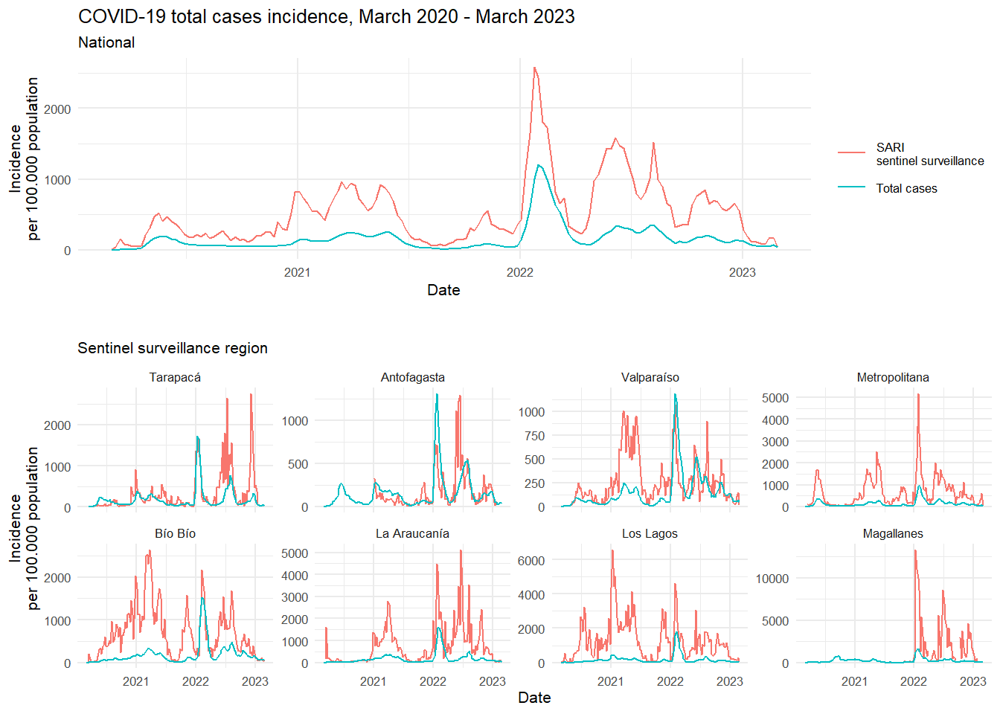 COVID-19 total cases incidence, March 2020 - March 2023
National
Incidence
per 100.000 population
2000
1000
0
2021
2022
2023
Date
SARI
sentinel surveillance
Total cases
Sentinel surveillance region
Incidence
per 100.000 population
Tarapacá
2000
1000
0
Antofagasta
1000
500
0
Valparaíso
1000
750
500
250
0
Metropolitana
5000
4000
3000
2000
1000
0
Bío Bío
2000
1000
0
2021
2022
2023
La Araucanía
5000
4000
3000
2000
1000
0
2021
2022
2023
Los Lagos
6000
4000
2000
0
2021
2022
2023
Magallanes
10000
5000
0
2021
2022
2023
Date